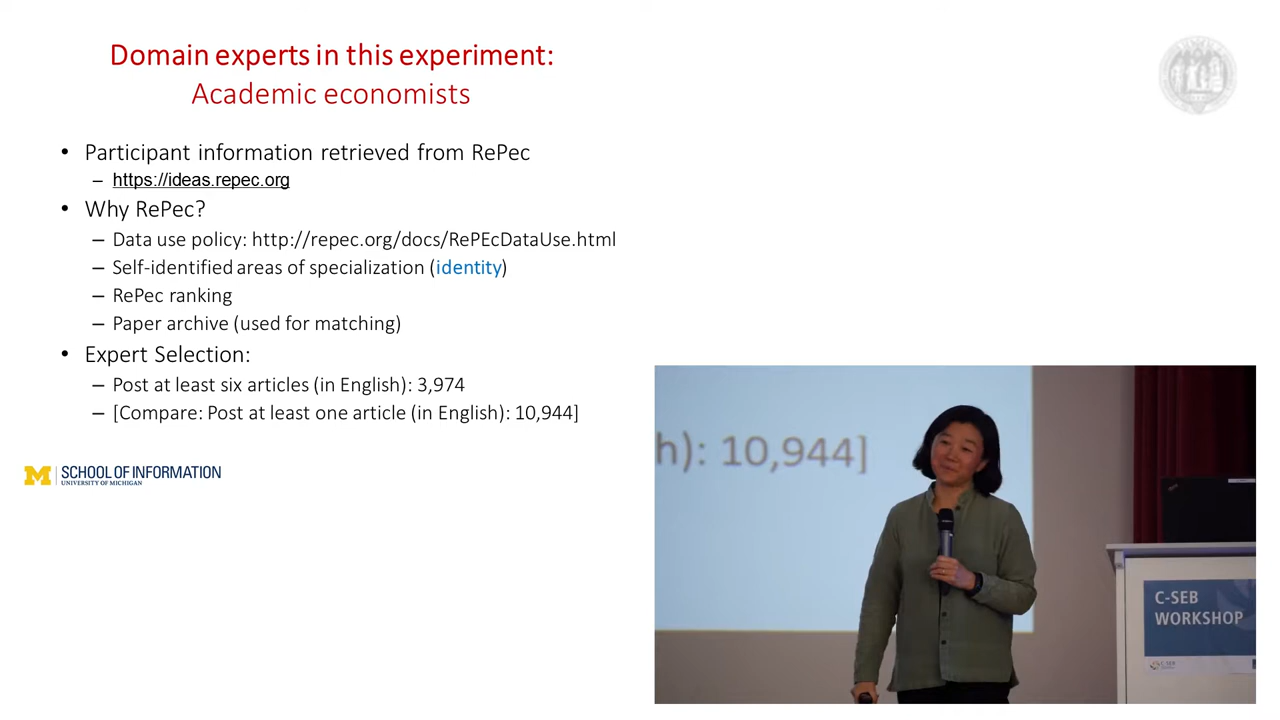 Domain experts in this experiment:
Academic economists
• Participant information retrieved from RePec
– https://ideas.repec.org
• Why RePec?
– Data use policy: http://repec.org/docs/RePEcDataUse.html
– Self-identified areas of specialization (identity)
– RePec ranking
– Paper archive (used for matching)
• Expert Selection:
– Post at least six articles (in English): 3,974
– [Compare: Post at least one article (in English): 10,944]
M SCHOOL OF INFORMATION
UNIVERSITY OF MICHIGAN
h): 10,944]
C-SEB
WORKSHOP
C-SEB